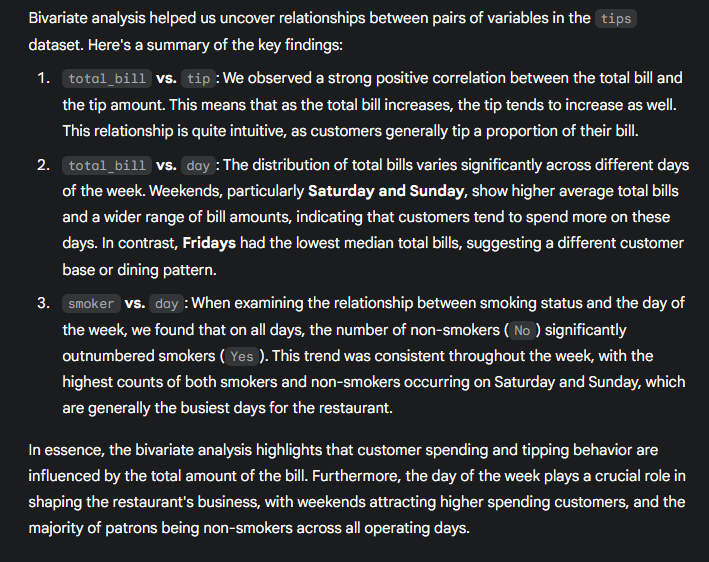 Bivariate analysis helped us uncover relationships between pairs of variables in the tips
dataset. Here's a summary of the key findings:
1. total_bill vs. tip: We observed a strong positive correlation between the total bill and
the tip amount. This means that as the total bill increases, the tip tends to increase as well.
This relationship is quite intuitive, as customers generally tip a proportion of their bill.
2. total_bill vs. day: The distribution of total bills varies significantly across different days
of the week. Weekends, particularly Saturday and Sunday, show higher average total bills
and a wider range of bill amounts, indicating that customers tend to spend more on these
days. In contrast, Fridays had the lowest median total bills, suggesting a different customer
base or dining pattern.
3. smoker vs. day: When examining the relationship between smoking status and the day of
the week, we found that on all days, the number of non-smokers (No) significantly
outnumbered smokers (Yes). This trend was consistent throughout the week, with the
highest counts of both smokers and non-smokers occurring on Saturday and Sunday, which
are generally the busiest days for the restaurant.
In essence, the bivariate analysis highlights that customer spending and tipping behavior are
influenced by the total amount of the bill. Furthermore, the day of the week plays a crucial role in
shaping the restaurant's business, with weekends attracting higher spending customers, and the
majority of patrons being non-smokers across all operating days.